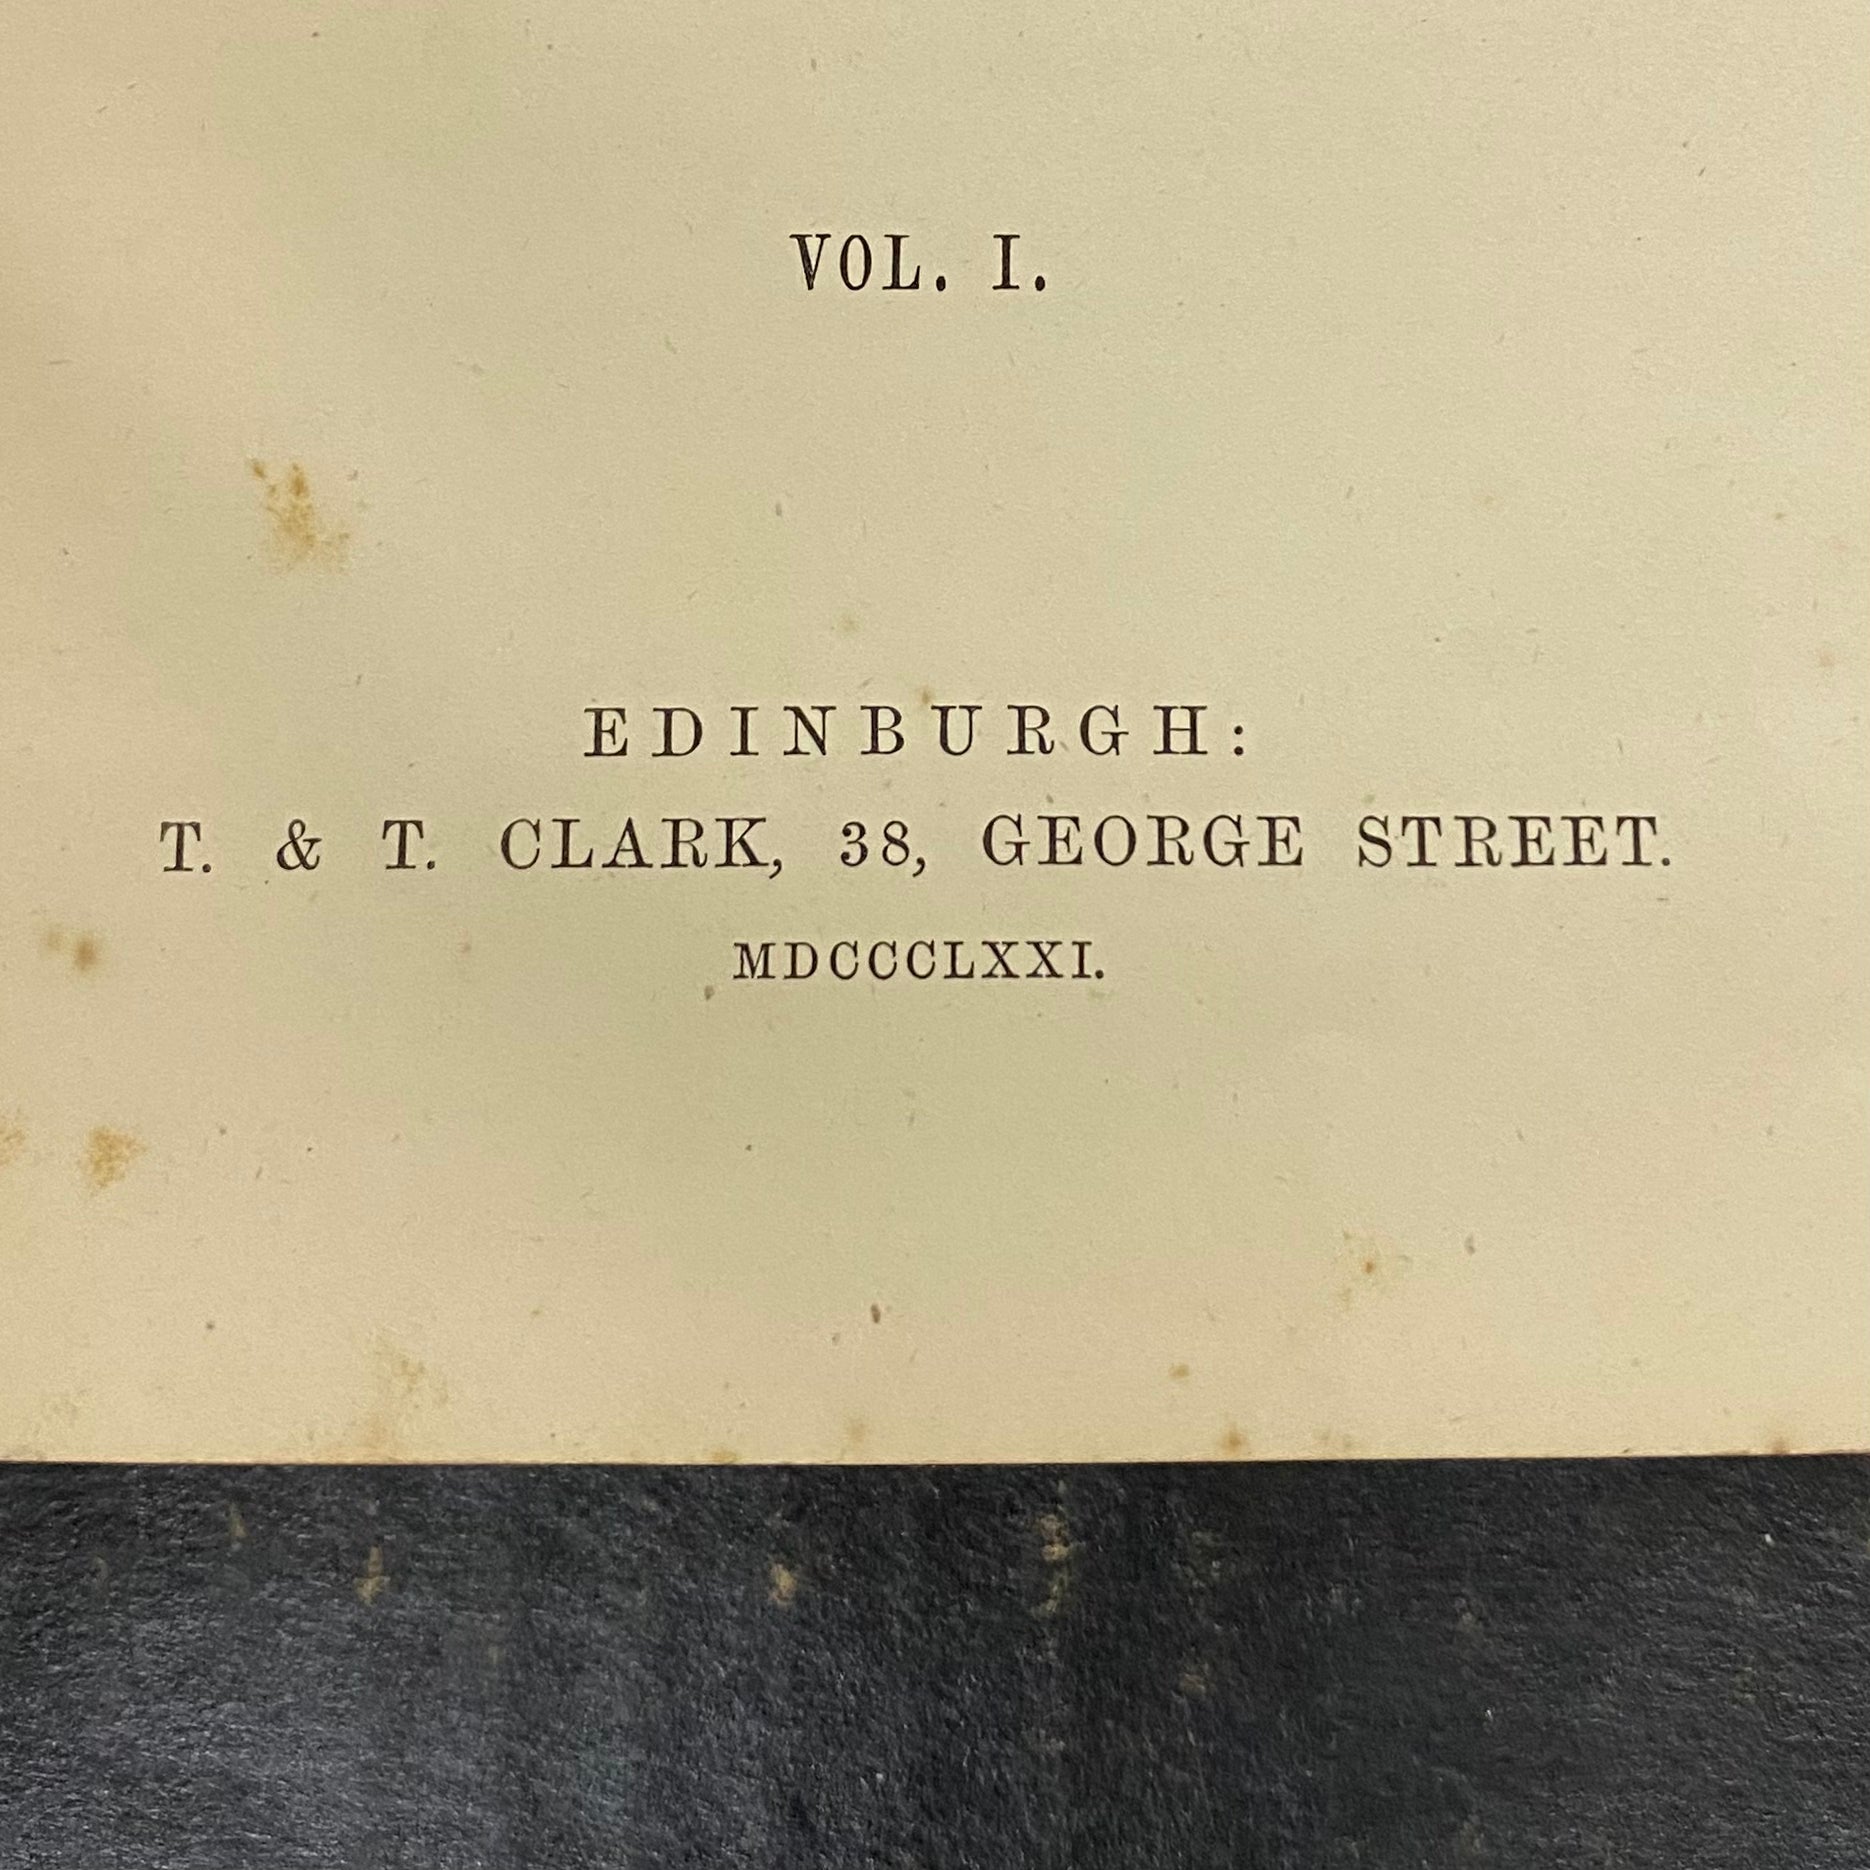 VOL. I.
EDINBURGH:
T. & T. CLARK, 38, GEORGE STREET.
MDCCCLXXI.